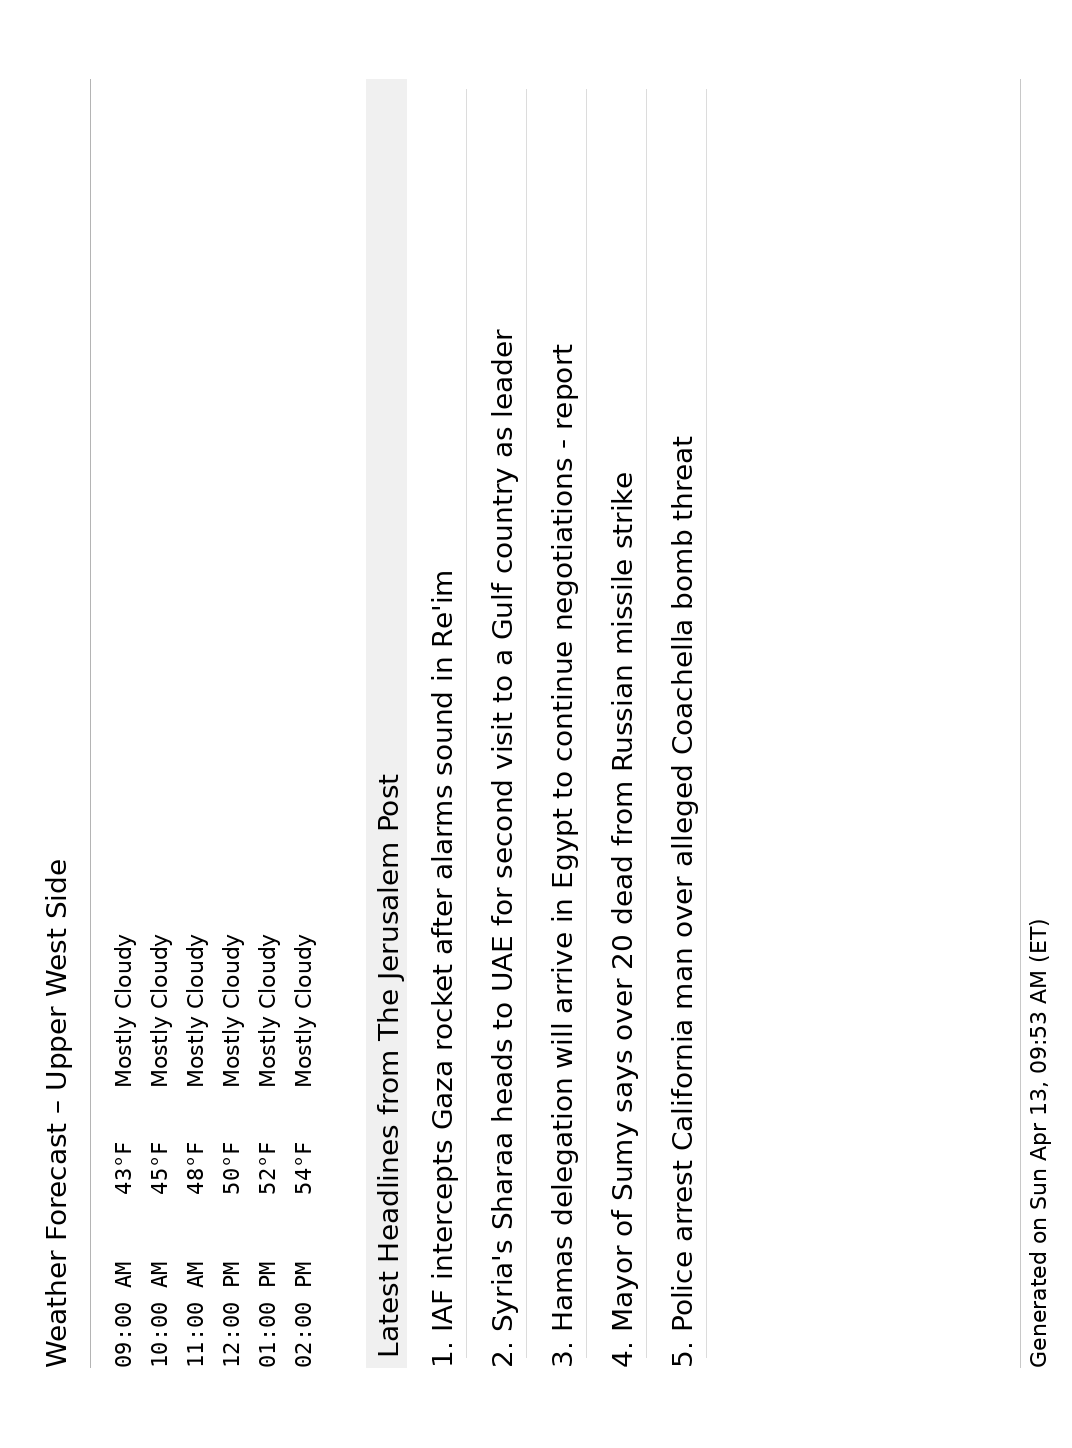 Weather Forecast – Upper West Side
09:00 AM 43°F Mostly Cloudy
10:00 AM 45°F Mostly Cloudy
11:00 AM 48°F Mostly Cloudy
12:00 PM 50°F Mostly Cloudy
01:00 PM 52°F Mostly Cloudy
02:00 PM 54°F Mostly Cloudy
Latest Headlines from The Jerusalem Post
1. IAF intercepts Gaza rocket after alarms sound in Re'im
2. Syria's Sharaa heads to UAE for second visit to a Gulf country as leader
3. Hamas delegation will arrive in Egypt to continue negotiations - report
4. Mayor of Sumy says over 20 dead from Russian missile strike
5. Police arrest California man over alleged Coachella bomb threat
Generated on Sun Apr 13, 09:53 AM (ET)